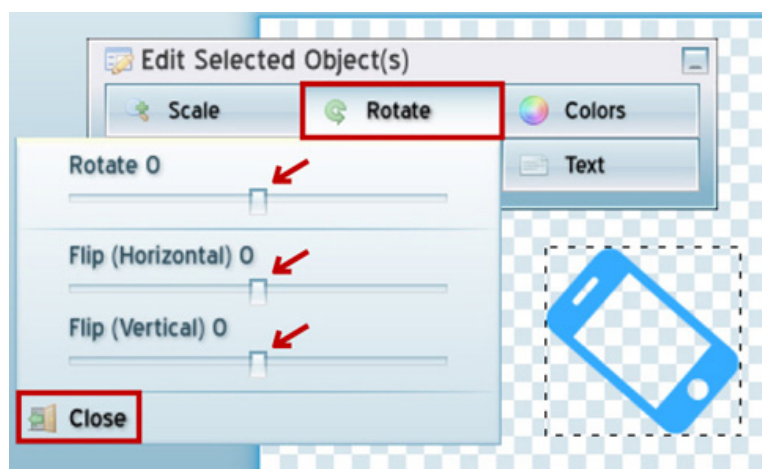 Edit Selected Object(s)
Scale Rotate Colors
Text
Rotate 0
Flip (Horizontal) 0
Flip (Vertical) 0
Close